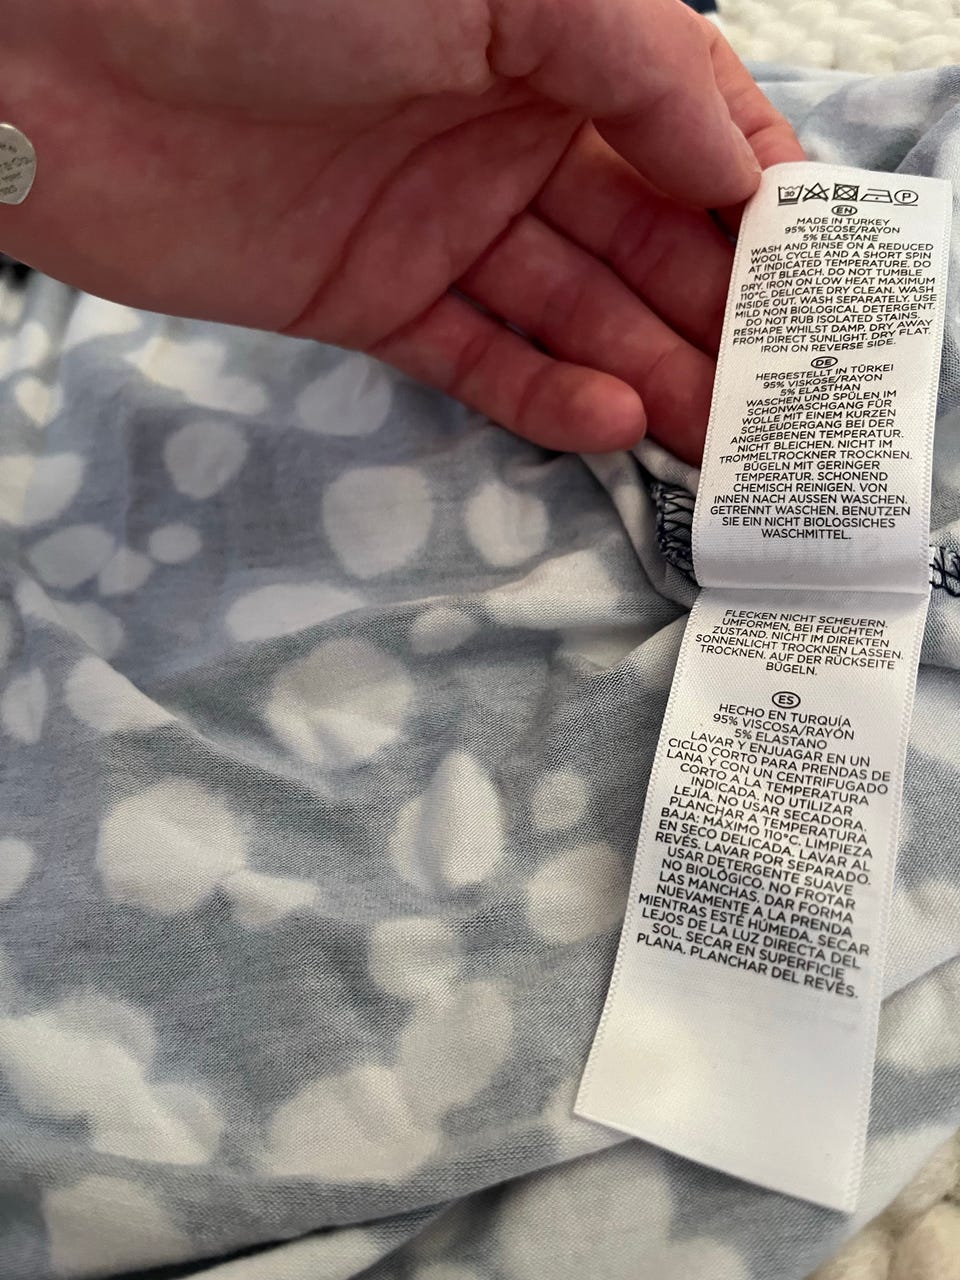 30
P
EN
MADE IN TURKEY
95% VISCOSE/RAYON
5% ELASTANE
WASH AND RINSE ON A REDUCED
WOOL CYCLE AND A SHORT SPIN
AT INDICATED TEMPERATURE. DO
NOT BLEACH. DO NOT TUMBLE
DRY. IRON ON LOW HEAT MAXIMUM
110°C. DELICATE DRY CLEAN. WASH
INSIDE OUT. WASH SEPARATELY. USE
MILD NON BIOLOGICAL DETERGENT.
DO NOT RUB ISOLATED STAINS.
RESHAPE WHILST DAMP. DRY AWAY
FROM DIRECT SUNLIGHT. DRY FLAT.
IRON ON REVERSE SIDE.
DE
HERGESTELLT IN TÜRKEI
95% VISKOSE/RAYON
5% ELASTHAN
WASCHEN UND SPÜLEN IM
SCHONWASCHGANG FÜR
WOLLE MIT EINEM KURZEN
SCHLEUDERGANG BEI DER
ANGEGEBENEN TEMPERATUR.
NICHT BLEICHEN. NICHT IM
TROMMELTROCKNER TROCKNEN.
BÜGELN MIT GERINGER
TEMPERATUR. SCHONEND
CHEMISCH REINIGEN. VON
INNEN NACH AUSSEN WASCHEN.
GETRENNT WASCHEN. BENUTZEN
SIE EIN NICHT BIOLOGSICHES
WASCHMITTEL.
FLECKEN NICHT SCHEUERN.
UMFORMEN, BEI FEUCHTEM
ZUSTAND. NICHT IM DIREKTEN
SONNENLICHT TROCKNEN LASSEN.
TROCKNEN. AUF DER RÜCKSEITE
BÜGELN.
ES
HECHO EN TURQUÍA
95% VISCOSA/RAYÓN
5% ELASTANO
LAVAR Y ENJUAGAR EN UN
CICLO CORTO PARA PRENDAS DE
LANA Y CON UN CENTRIFUGADO
CORTO A LA TEMPERATURA
INDICADA. NO UTILIZAR
LEJÍA. NO USAR SECADORA.
PLANCHAR A TEMPERATURA
BAJA: MÁXIMO 110°C. LIMPIEZA
EN SECO DELICADA. LAVAR AL
REVÉS. LAVAR POR SEPARADO.
USAR DETERGENTE SUAVE
NO BIOLÓGICO. NO FROTAR
LAS MANCHAS. DAR FORMA
NUEVAMENTE A LA PRENDA
MIENTRAS ESTÉ HÚMEDA. SECAR
LEJOS DE LA LUZ DIRECTA DEL
SOL. SECAR EN SUPERFICIE
PLANA. PLANCHAR DEL REVÉS.